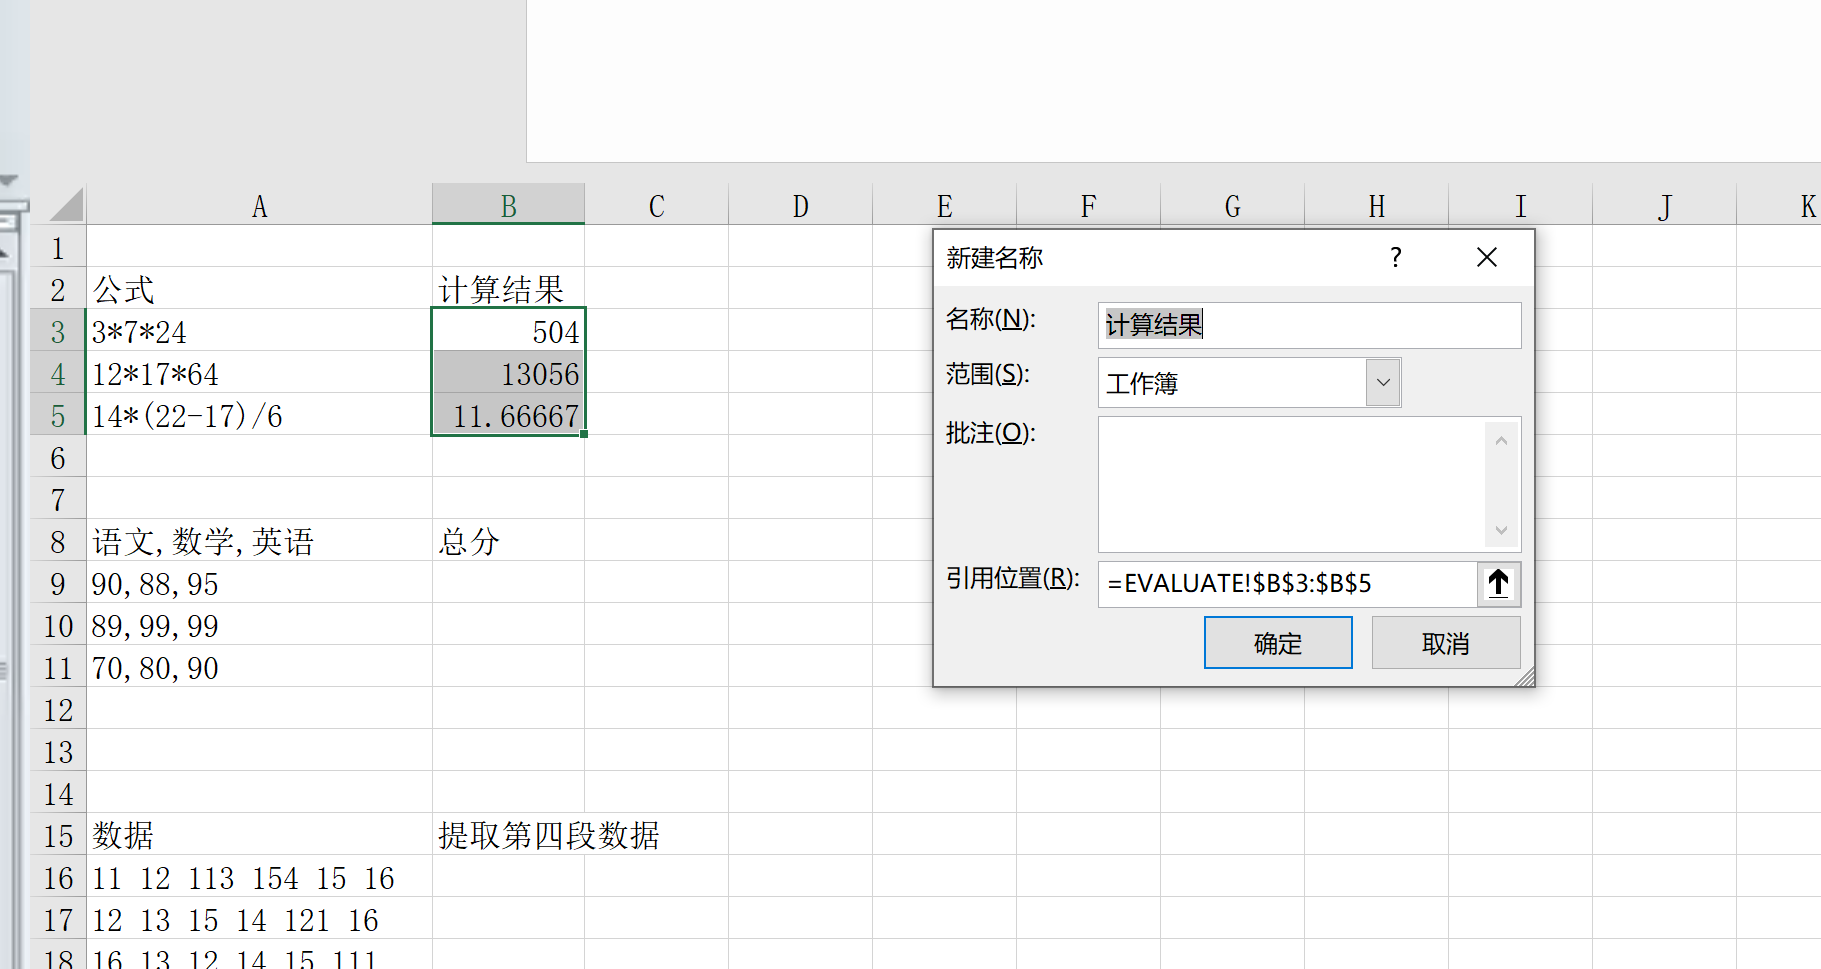 A B C D E F G H I J K
1
2 公式 计算结果
3 3*7*24 504
4 12*17*64 13056
5 14*(22-17)/6 11.66667
6
7
8 语文,数学,英语 总分
9 90,88,95
10 89,99,99
11 70,80,90
12
13
14
15 数据 提取第四段数据
16 11 12 113 154 15 16
17 12 13 15 14 121 16
18 16 13 12 14 15 111
新建名称 ?
名称(N): 计算结果
范围(S): 工作簿
批注(O):
引用位置(R): =EVALUATE!$B$3:$B$5
确定 取消